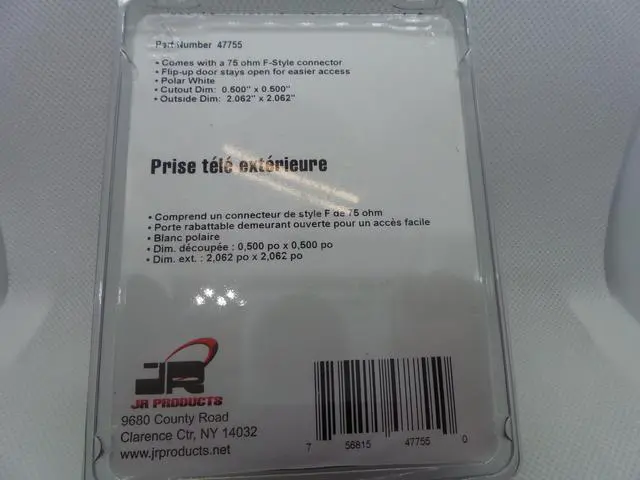 Part Number 47755
• Comes with a 75 ohm F-Style connector
• Flip-up door stays open for easier access
• Polar White
• Cutout Dim: 0.500" x 0.500"
• Outside Dim: 2.062" x 2.062"
Prise télé extérieure
• Comprend un connecteur de style F de 75 ohm
• Porte rabattable demeurant ouverte pour un accès facile
• Blanc polaire
• Dim. découpée : 0,500 po x 0,500 po
• Dim. ext. : 2,062 po x 2,062 po
JR
JR PRODUCTS
9680 County Road
Clarence Ctr, NY 14032
www.jrproducts.net
7 56815 47755 0